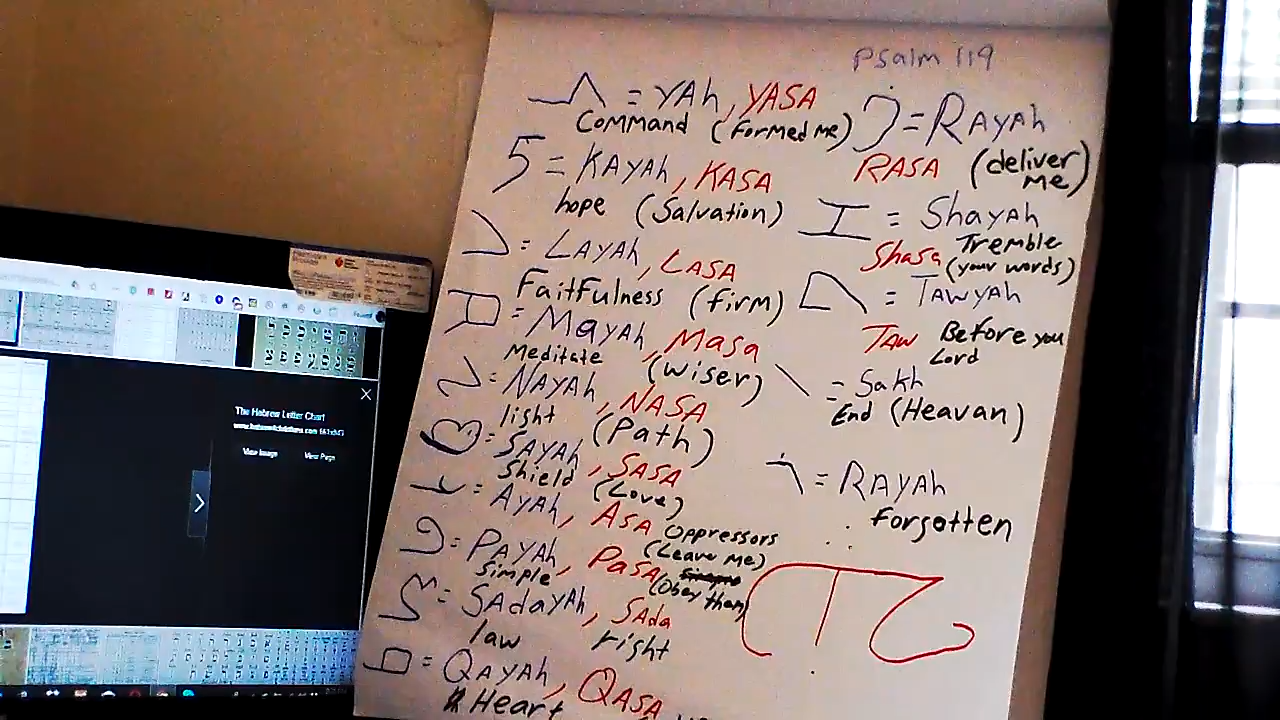 Psalm 119
= YAh, YASA
Command (formed me)
= RAYAh
RASA (deliver me)
= KAYAh, KASA
hope (Salvation)
= ShaYAh
Shasa Tremble (your words)
= LAYAh, LASA
Faitfulness (firm)
= TAWYAh
TAW Before you Lord
= MaYAh, Masa
Meditate (wiser)
= Sakh
End (Heavan)
= NAYAh, NASA
light (Path)
= SAYAh, SASA
Shield (Love)
= RAYAh
forgotten
= AYAh, ASA oppressors
(Leave me)
= PAYAh, PaSA
simple (obey them)
= SAdaYAh, SAda
law right
= QAYAh, QASA
Heart
The Hebrew Letter Chart
View Image View Page